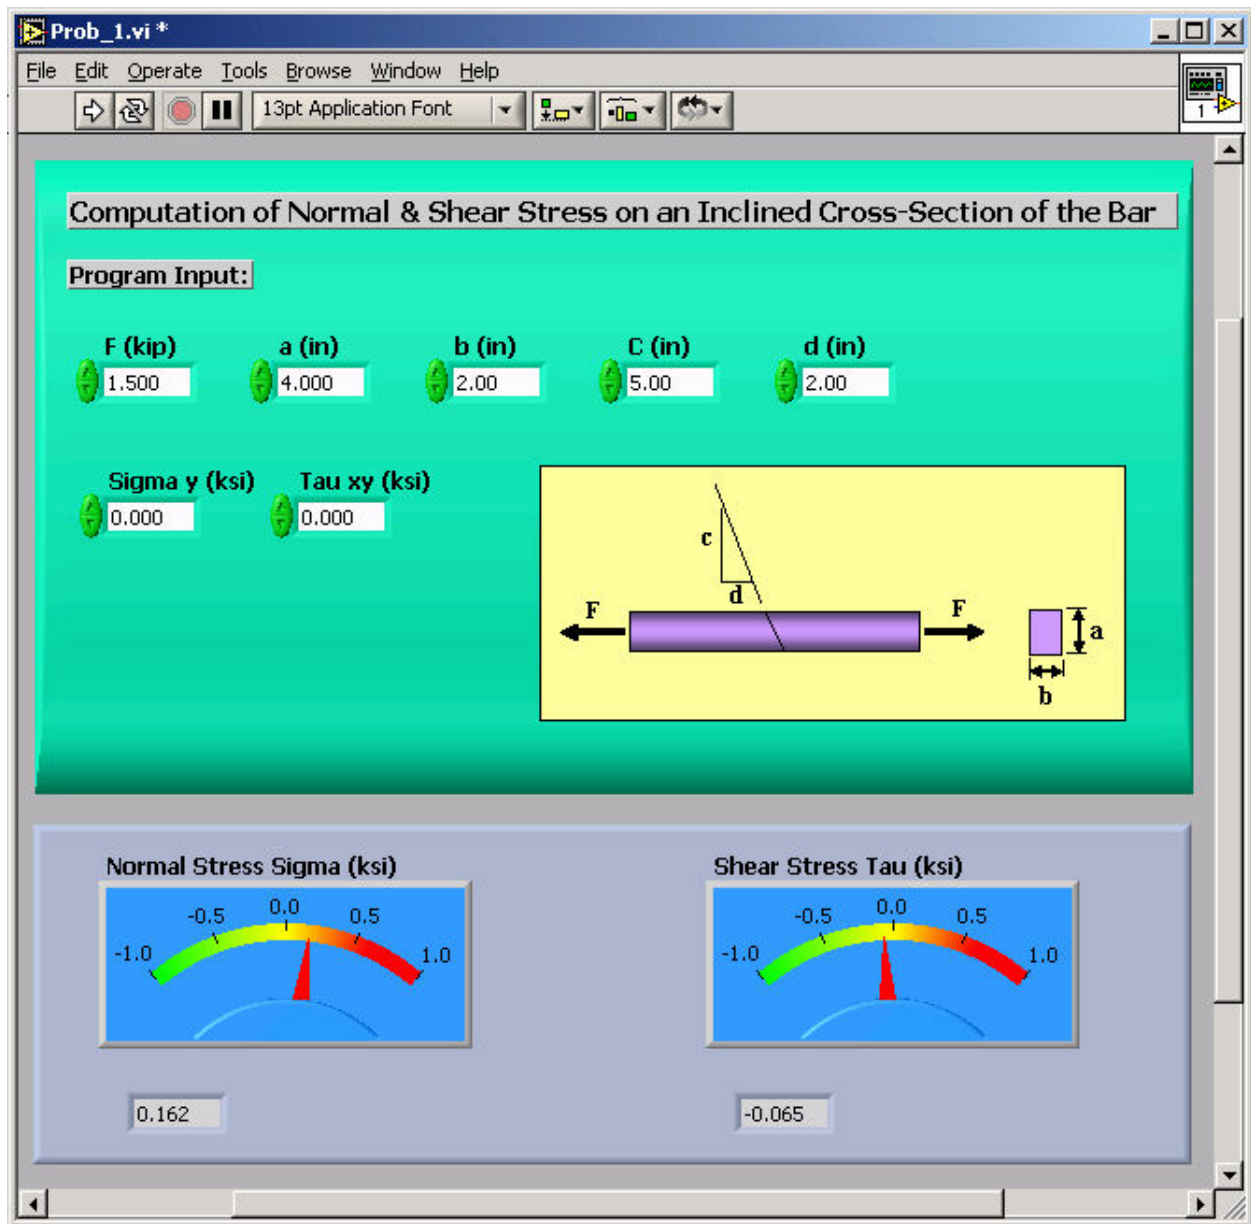 Prob_1.vi *
File Edit Operate Tools Browse Window Help
13pt Application Font
1
Computation of Normal & Shear Stress on an Inclined Cross-Section of the Bar
Program Input:
F (kip) a (in) b (in) C (in) d (in)
1.500 4.000 2.00 5.00 2.00
Sigma y (ksi) Tau xy (ksi)
0.000 0.000
c
d
F F
a
b
Normal Stress Sigma (ksi) Shear Stress Tau (ksi)
-1.0 -0.5 0.0 0.5 1.0 -1.0 -0.5 0.0 0.5 1.0
0.162 -0.065